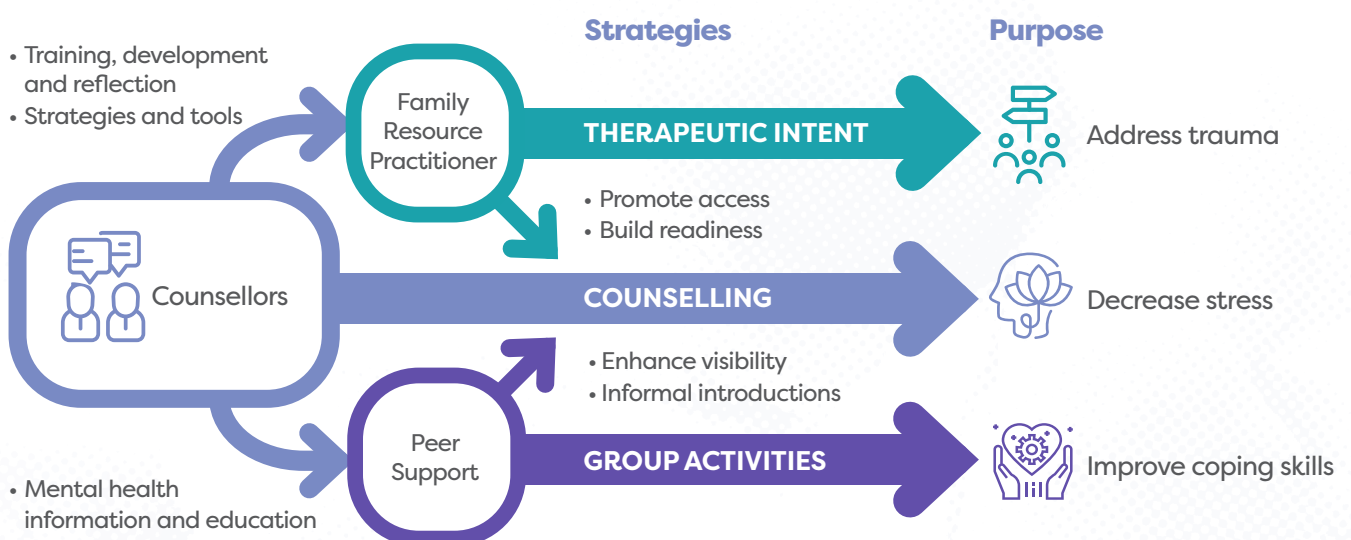 Strategies
Purpose
• Training, development
and reflection
• Strategies and tools
Family
Resource
Practitioner
THERAPEUTIC INTENT
Address trauma
• Promote access
• Build readiness
Counsellors
COUNSELLING
Decrease stress
• Enhance visibility
• Informal introductions
Peer
Support
GROUP ACTIVITIES
Improve coping skills
• Mental health
information and education